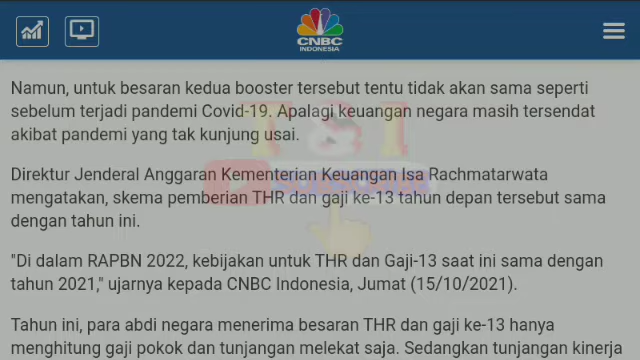 CNBC
INDONESIA
Namun, untuk besaran kedua booster tersebut tentu tidak akan sama seperti
sebelum terjadi pandemi Covid-19. Apalagi keuangan negara masih tersendat
akibat pandemi yang tak kunjung usai.
Direktur Jenderal Anggaran Kementerian Keuangan Isa Rachmatarwata
mengatakan, skema pemberian THR dan gaji ke-13 tahun depan tersebut sama
dengan tahun ini.
"Di dalam RAPBN 2022, kebijakan untuk THR dan Gaji-13 saat ini sama dengan
tahun 2021," ujarnya kepada CNBC Indonesia, Jumat (15/10/2021).
Tahun ini, para abdi negara menerima besaran THR dan gaji ke-13 hanya
menghitung gaji pokok dan tunjangan melekat saja. Sedangkan tunjangan kinerja